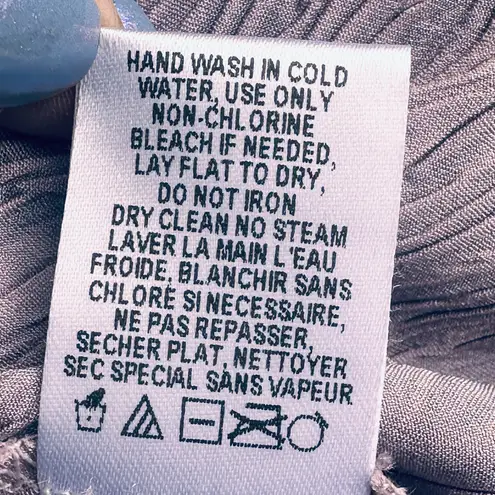 HAND WASH IN COLD
WATER, USE ONLY
NON-CHLORINE
BLEACH IF NEEDED,
LAY FLAT TO DRY,
DO NOT IRON
DRY CLEAN NO STEAM
LAVER LA MAIN L'EAU
FROIDE. BLANCHIR SANS
CHLORE SI NECESSAIRE,
NE PAS REPASSER,
SECHER PLAT, NETTOYER
SEC SPECIAL SANS VAPEUR